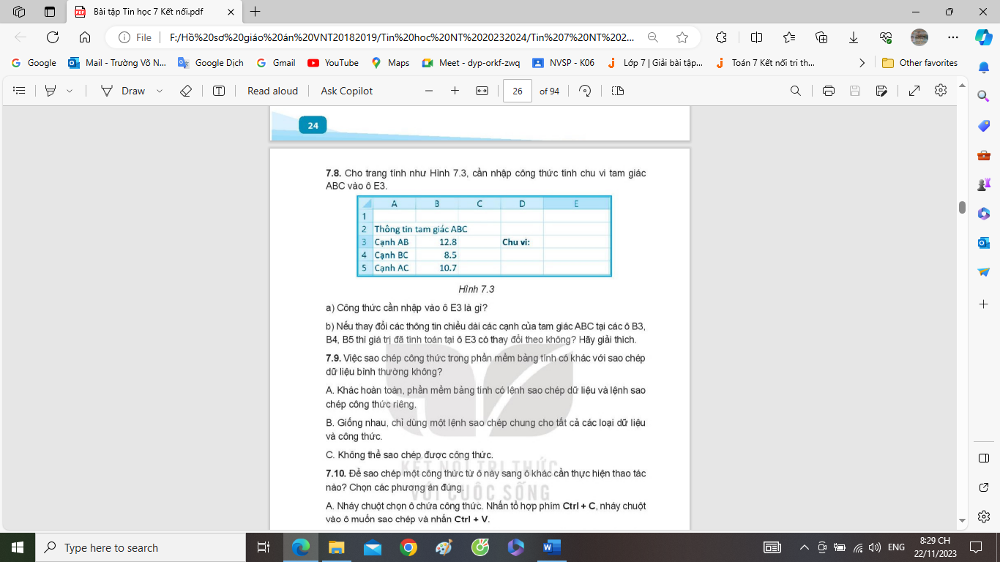 Bài tập Tin học 7 Kết nối.pdf
File F:/Hồ%20sơ%20giáo%20án%20VNT20182019/Tin%20học%20NT%2020232024/Tin%207%20NT%202...
Google Mail - Trường Võ N... Google Dịch Gmail YouTube Maps Meet - dyp-orkf-zwq NVSP - K06 Lớp 7 | Giải bài tập... Toán 7 Kết nối tri th... Other favorites
Draw Read aloud Ask Copilot 26 of 94
24
7.8. Cho trang tính như Hình 7.3, cần nhập công thức tính chu vi tam giác
ABC vào ô E3.
A B C D E
1
2 Thông tin tam giác ABC
3 Cạnh AB 12.8 Chu vi:
4 Cạnh BC 8.5
5 Cạnh AC 10.7
Hình 7.3
a) Công thức cần nhập vào ô E3 là gì?
b) Nếu thay đổi các thông tin chiều dài các cạnh của tam giác ABC tại các ô B3,
B4, B5 thì giá trị đã tính toán tại ô E3 có thay đổi theo không? Hãy giải thích.
7.9. Việc sao chép công thức trong phần mềm bảng tính có khác với sao chép
dữ liệu bình thường không?
A. Khác hoàn toàn, phần mềm bảng tính có lệnh sao chép dữ liệu và lệnh sao
chép công thức riêng.
B. Giống nhau, chỉ dùng một lệnh sao chép chung cho tất cả các loại dữ liệu
và công thức.
C. Không thể sao chép được công thức.
KẾT NỐI TRI THỨC
7.10. Để sao chép một công thức từ ô này sang ô khác cần thực hiện thao tác
nào? Chọn các phương án đúng.
VỚI CUỘC SỐNG
A. Nháy chuột chọn ô chứa công thức. Nhấn tổ hợp phím Ctrl + C, nháy chuột
vào ô muốn sao chép và nhấn Ctrl + V.
Type here to search
ENG
8:29 CH
22/11/2023